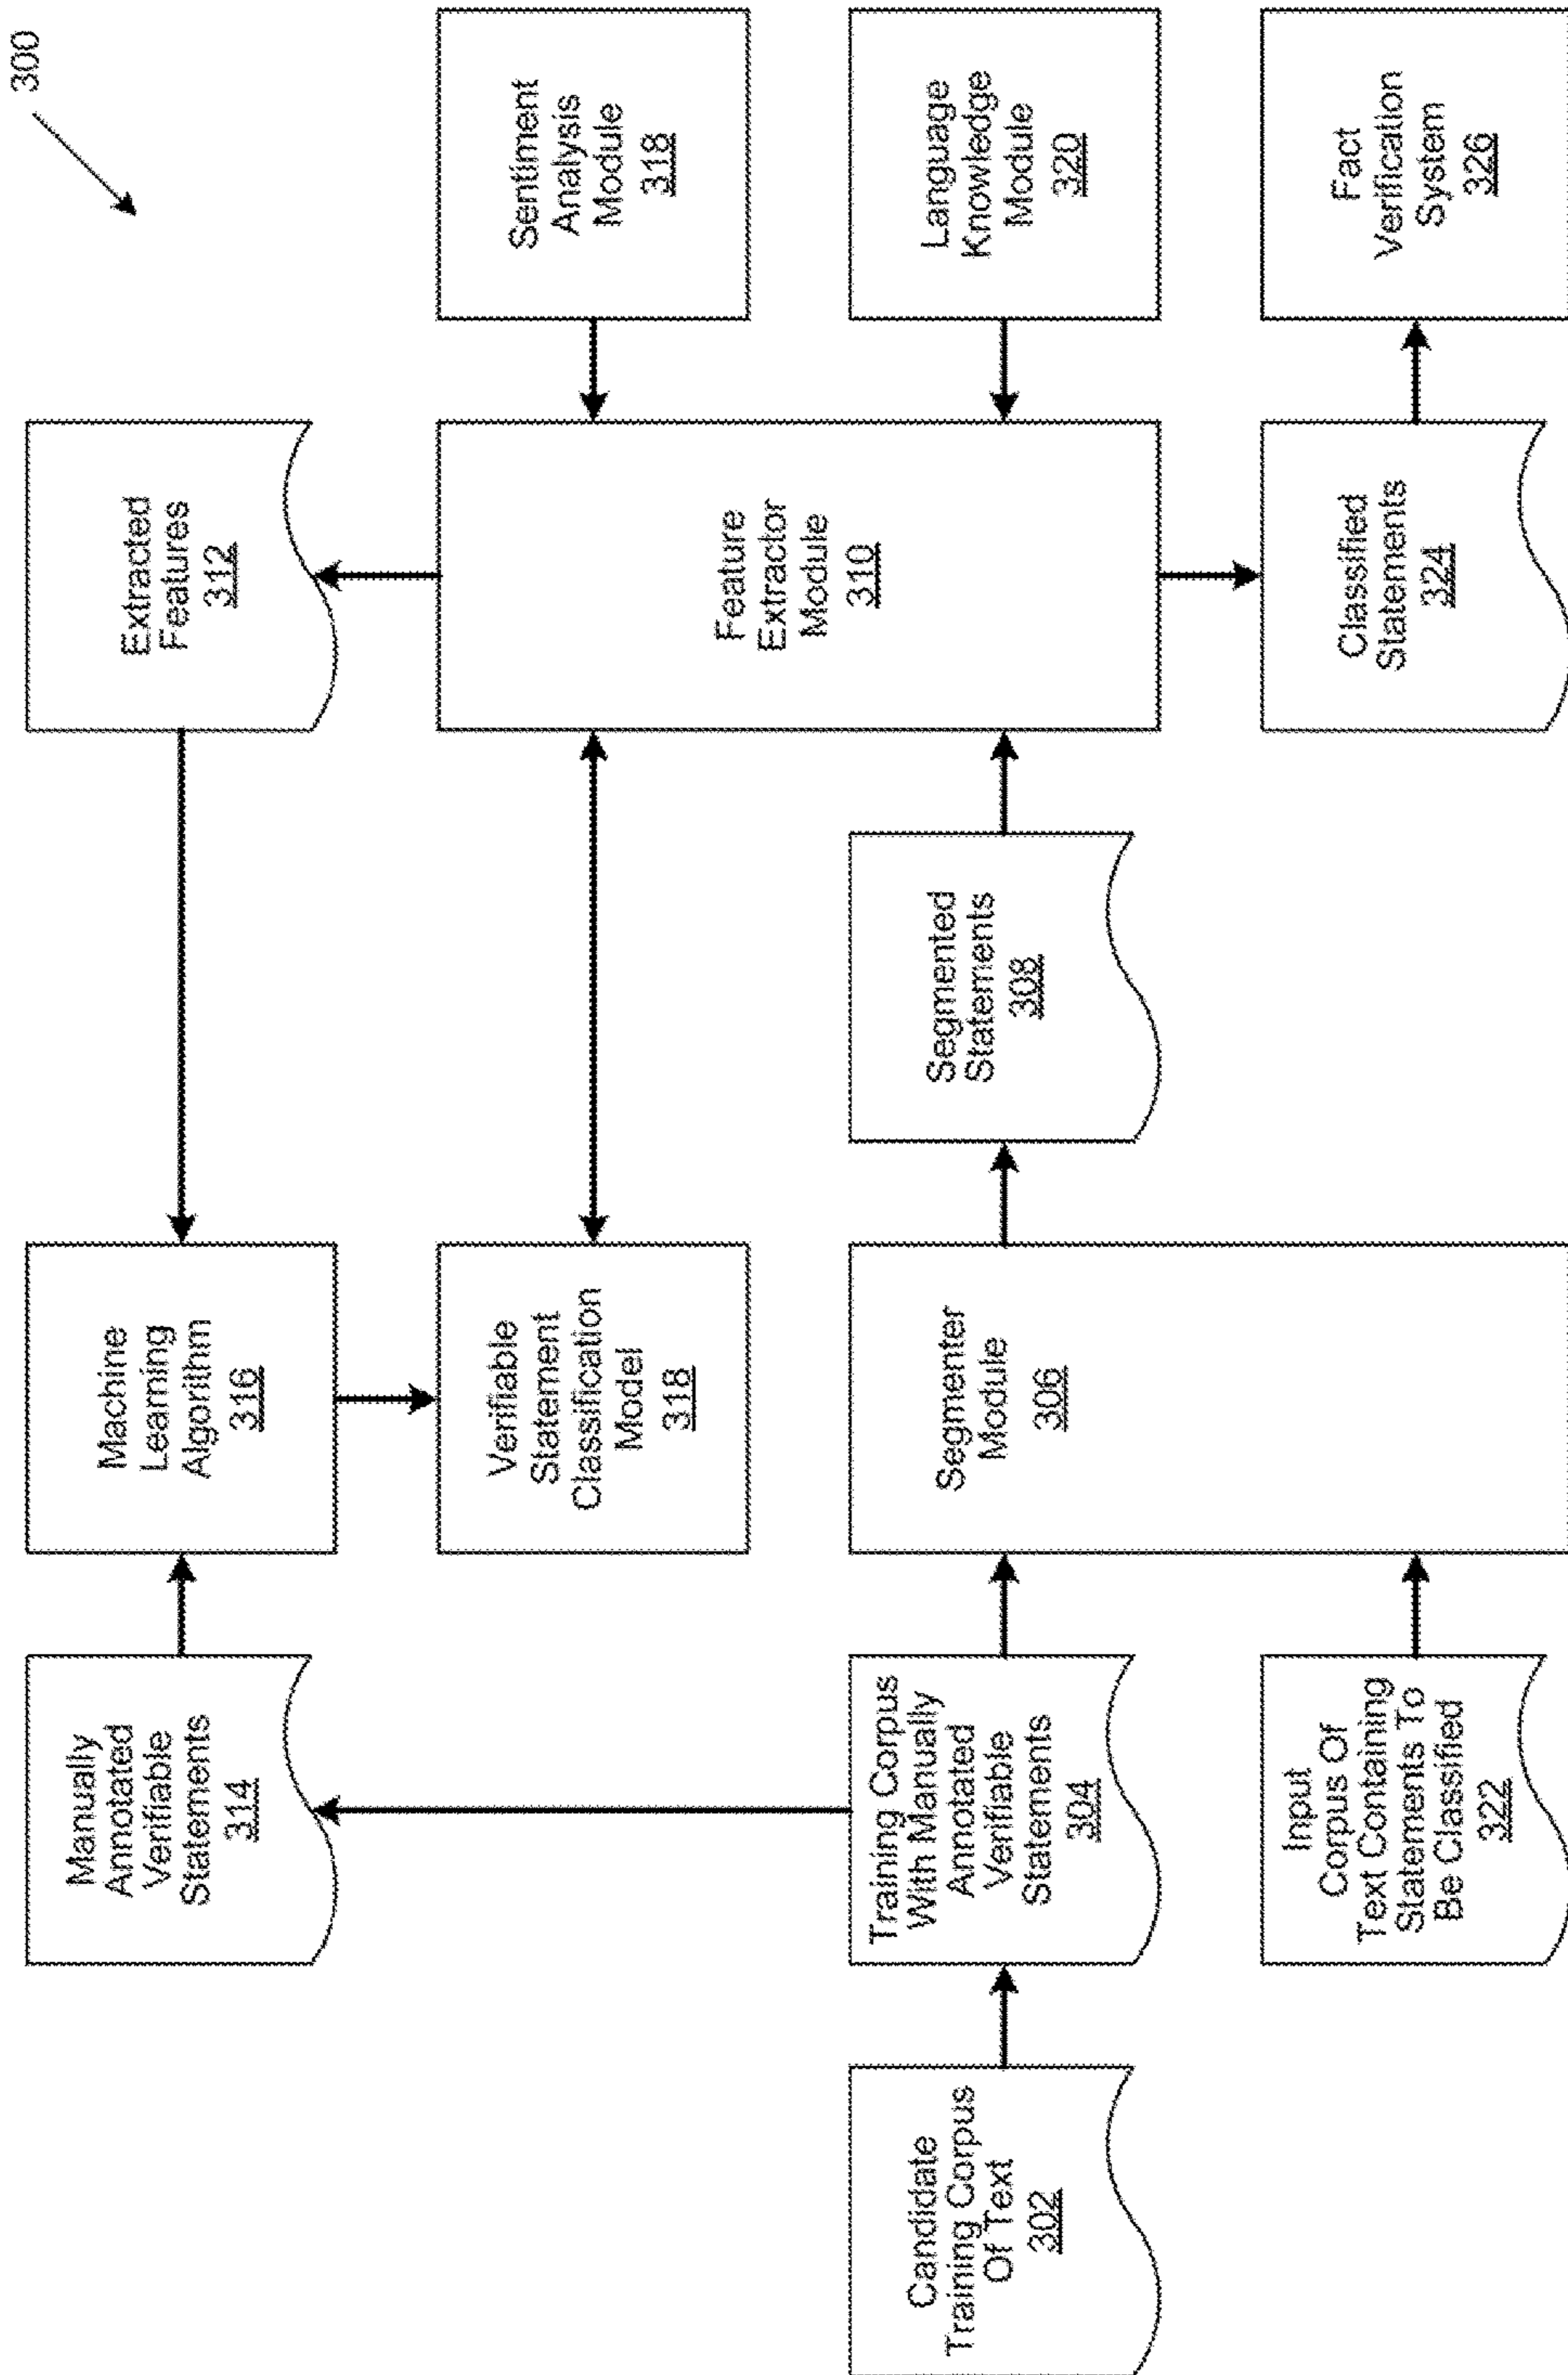 300
Manually
Annotated
Verifiable
Statements
314
Machine
Learning
Algorithm
316
Extracted
Features
312
Verifiable
Statement
Classification
Model
318
Sentiment
Analysis
Module
318
Feature
Extractor
Module
310
Candidate
Training Corpus
Of Text
302
Training Corpus
With Manually
Annotated
Verifiable
Statements
304
Segmenter
Module
306
Segmented
Statements
308
Language
Knowledge
Module
320
Input
Corpus Of
Text Containing
Statements To
Be Classified
322
Classified
Statements
324
Fact
Verification
System
326